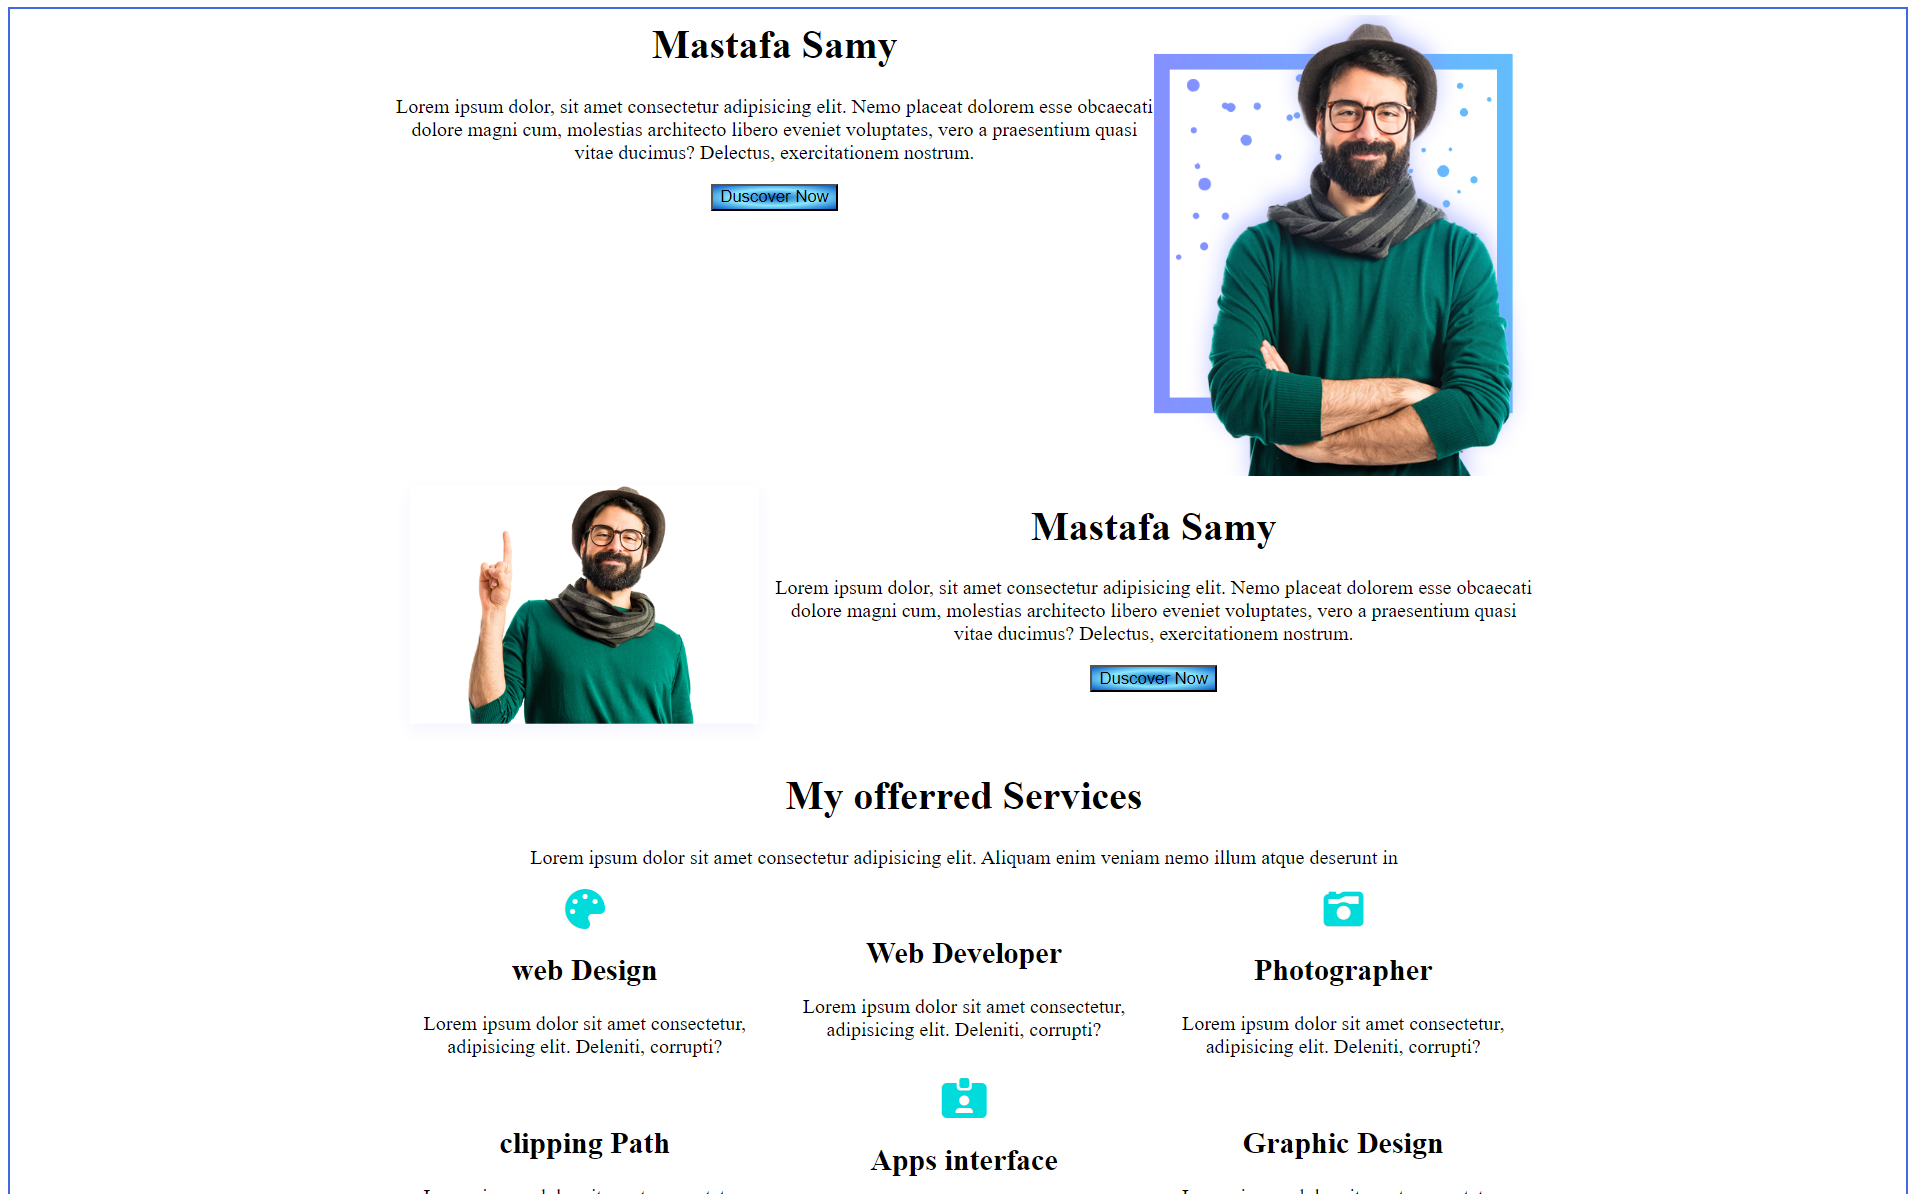 Mastafa Samy
Lorem ipsum dolor, sit amet consectetur adipisicing elit. Nemo placeat dolorem esse obcaecati
dolore magni cum, molestias architecto libero eveniet voluptates, vero a praesentium quasi
vitae ducimus? Delectus, exercitationem nostrum.
Duscover Now
Mastafa Samy
Lorem ipsum dolor, sit amet consectetur adipisicing elit. Nemo placeat dolorem esse obcaecati
dolore magni cum, molestias architecto libero eveniet voluptates, vero a praesentium quasi
vitae ducimus? Delectus, exercitationem nostrum.
Duscover Now
My offerred Services
Lorem ipsum dolor sit amet consectetur adipisicing elit. Aliquam enim veniam nemo illum atque deserunt in
web Design
Lorem ipsum dolor sit amet consectetur,
adipisicing elit. Deleniti, corrupti?
Web Developer
Lorem ipsum dolor sit amet consectetur,
adipisicing elit. Deleniti, corrupti?
Photographer
Lorem ipsum dolor sit amet consectetur,
adipisicing elit. Deleniti, corrupti?
clipping Path
Apps interface
Graphic Design